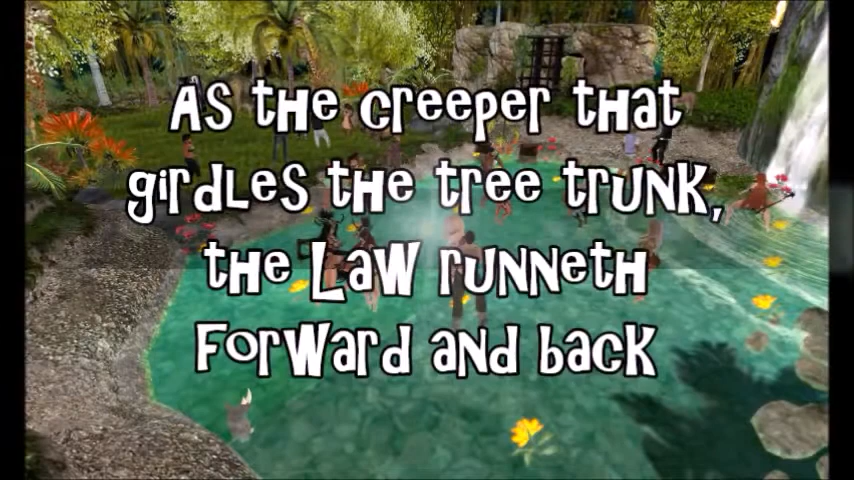 As the creeper that
girdles the tree trunk,
the Law runneth
forward and back